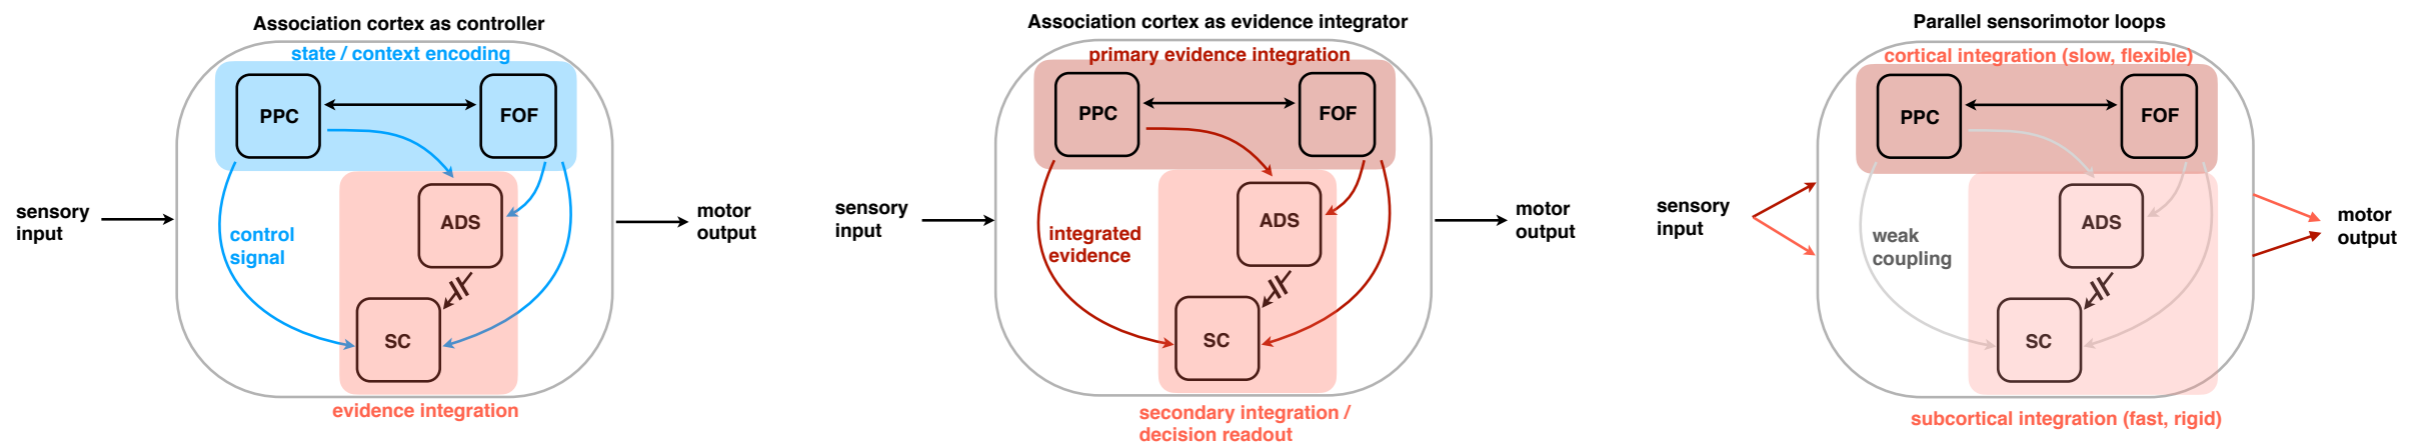 Association cortex as controller
state / context encoding
PPC
FOF
ADS
SC
sensory
input
control
signal
motor
output
evidence integration
Association cortex as evidence integrator
primary evidence integration
PPC
FOF
ADS
SC
sensory
input
integrated
evidence
motor
output
secondary integration /
decision readout
Parallel sensorimotor loops
cortical integration (slow, flexible)
PPC
FOF
ADS
SC
sensory
input
weak
coupling
motor
output
subcortical integration (fast, rigid)